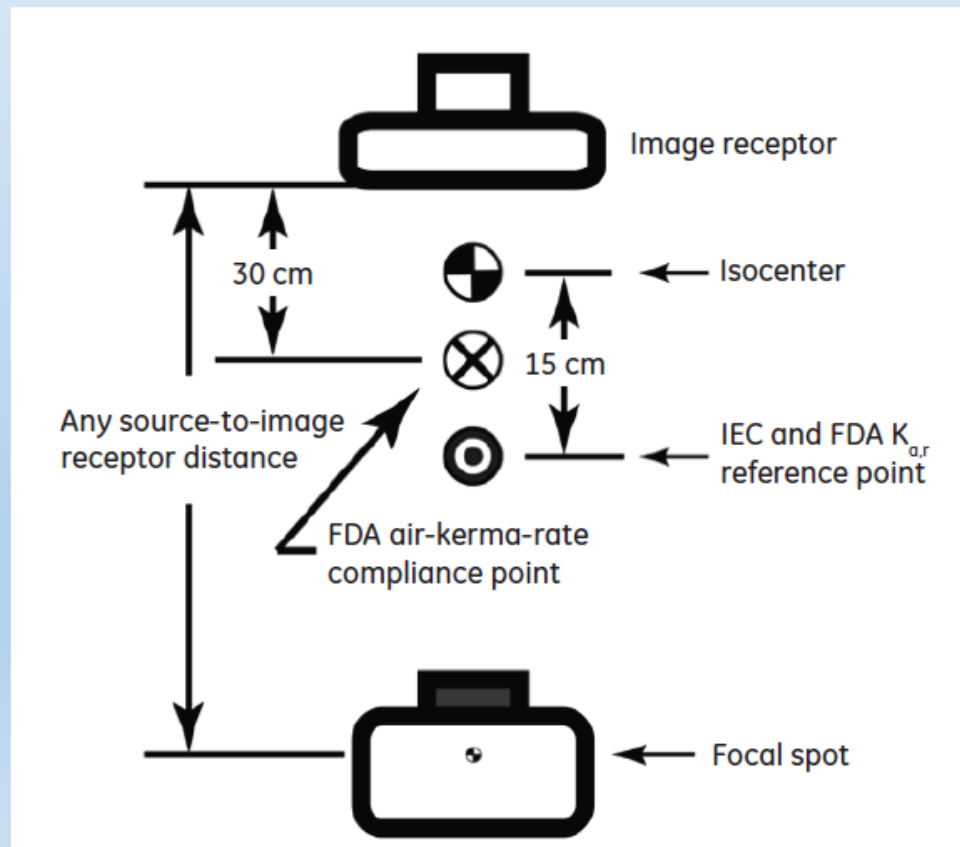 Image receptor
30 cm
Isocenter
15 cm
Any source-to-image
receptor distance
IEC and FDA Ka,r
reference point
FDA air-kerma-rate
compliance point
Focal spot